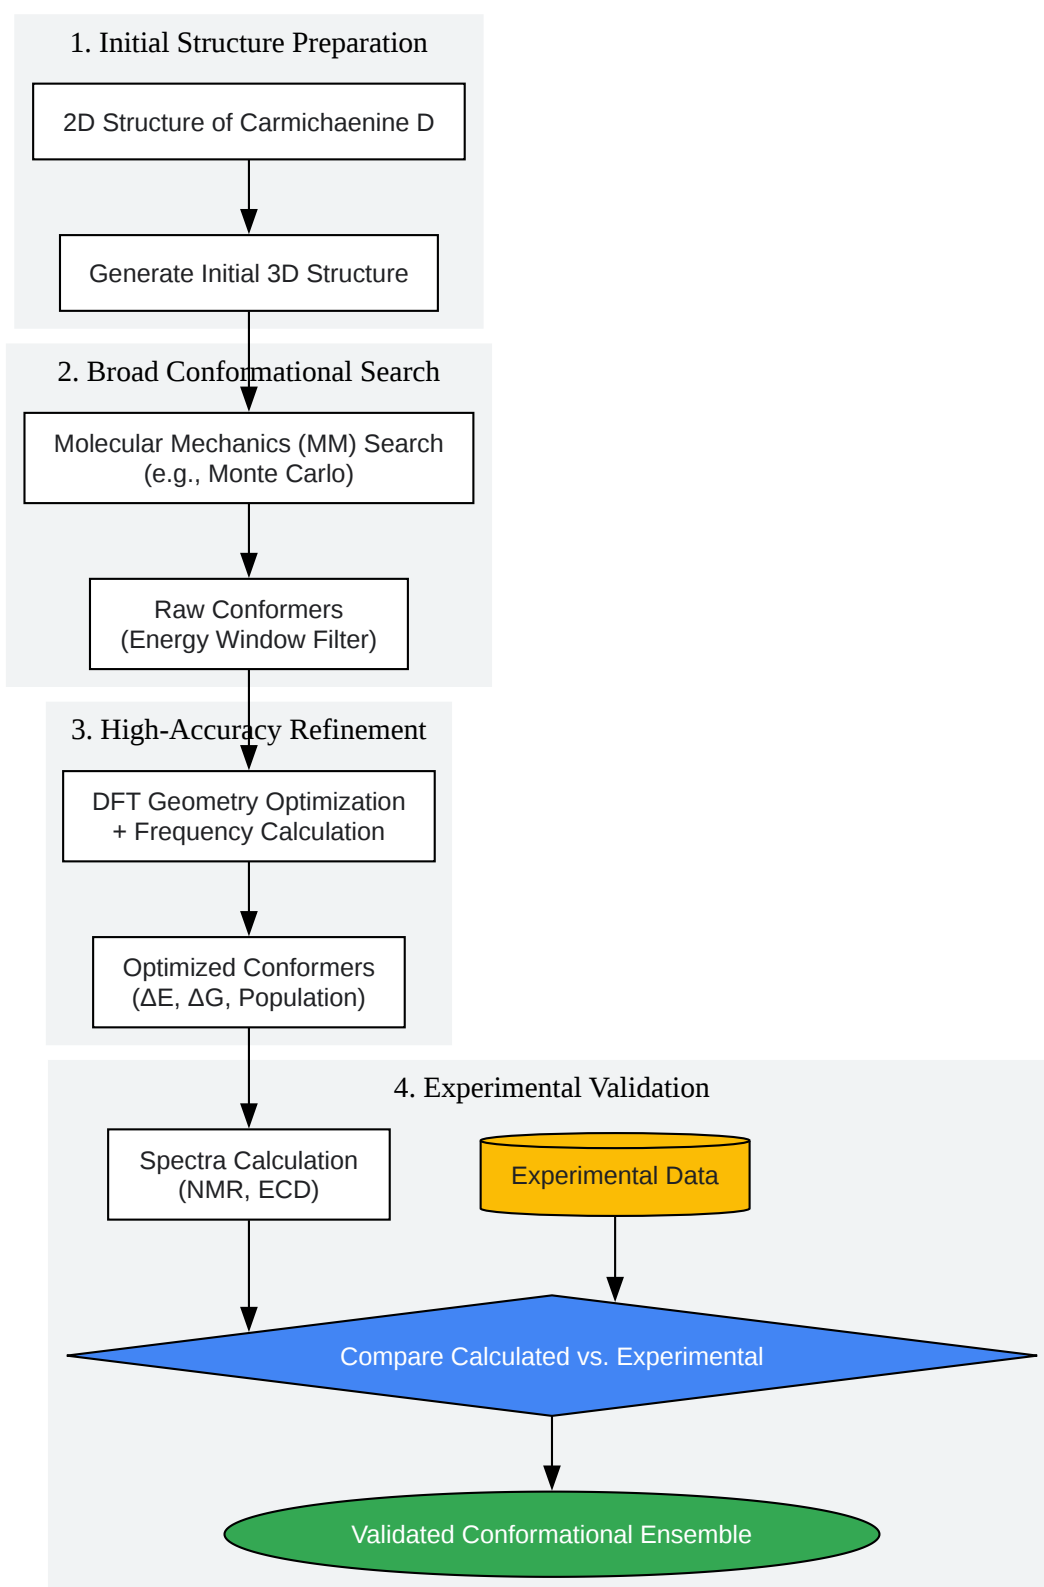 1. Initial Structure Preparation
2D Structure of Carmichaenine D
Generate Initial 3D Structure
2. Broad Conformational Search
Molecular Mechanics (MM) Search
(e.g., Monte Carlo)
Raw Conformers
(Energy Window Filter)
3. High-Accuracy Refinement
DFT Geometry Optimization
+ Frequency Calculation
Optimized Conformers
(ΔE, ΔG, Population)
4. Experimental Validation
Spectra Calculation
(NMR, ECD)
Experimental Data
Compare Calculated vs. Experimental
Validated Conformational Ensemble